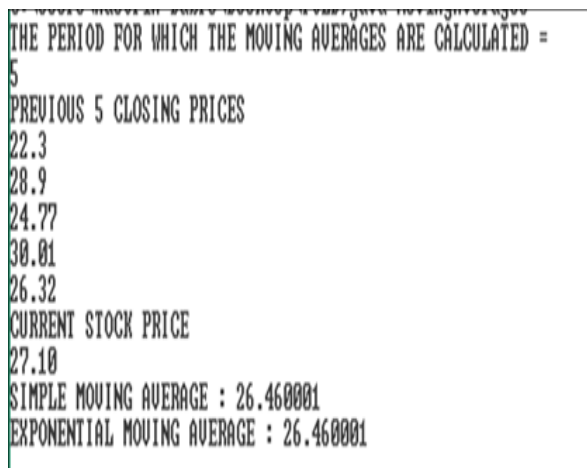 THE PERIOD FOR WHICH THE MOVING AVERAGES ARE CALCULATED =
5
PREVIOUS 5 CLOSING PRICES
22.3
28.9
24.77
30.01
26.32
CURRENT STOCK PRICE
27.10
SIMPLE MOVING AVERAGE : 26.460001
EXPONENTIAL MOVING AVERAGE : 26.460001